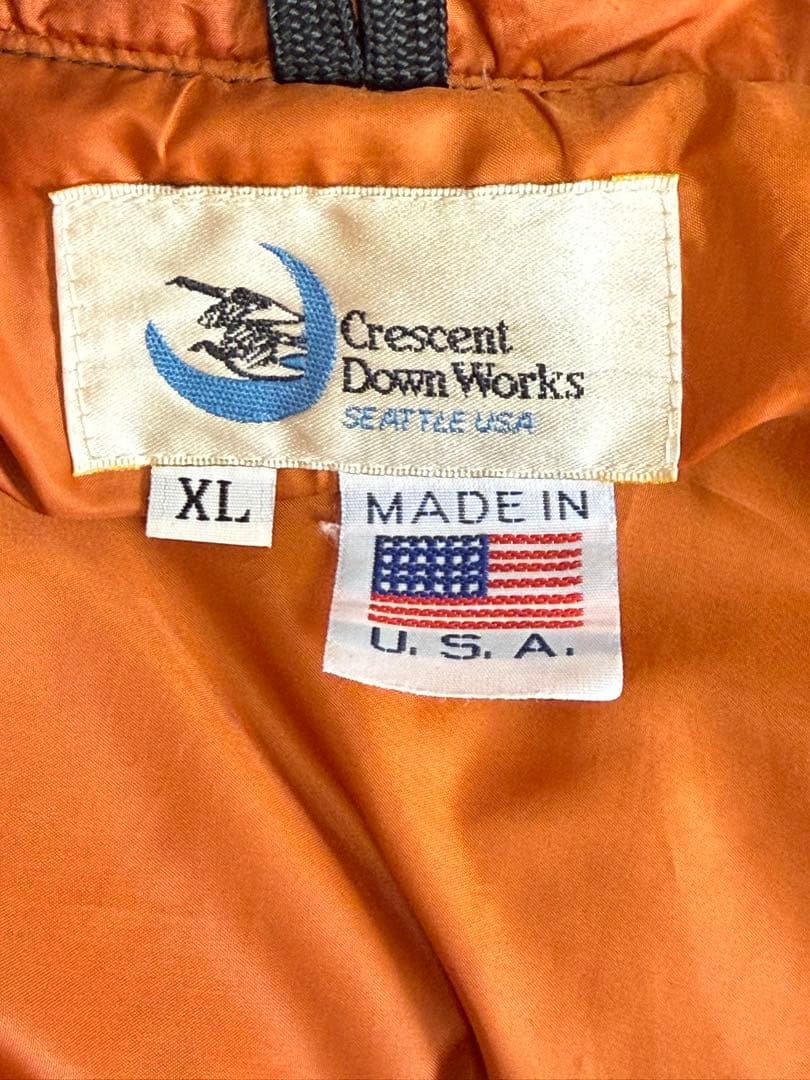 Crescent
Down Works
SEATTLE USA
XL
MADE IN
U. S. A.